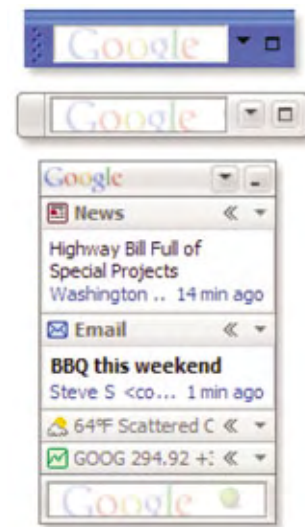 Google
Google
Google
News
Highway Bill Full of
Special Projects
Washington .. 14 min ago
Email
BBQ this weekend
Steve S <co... 1 min ago
64°F Scattered C
GOOG 294.92 +3
Google